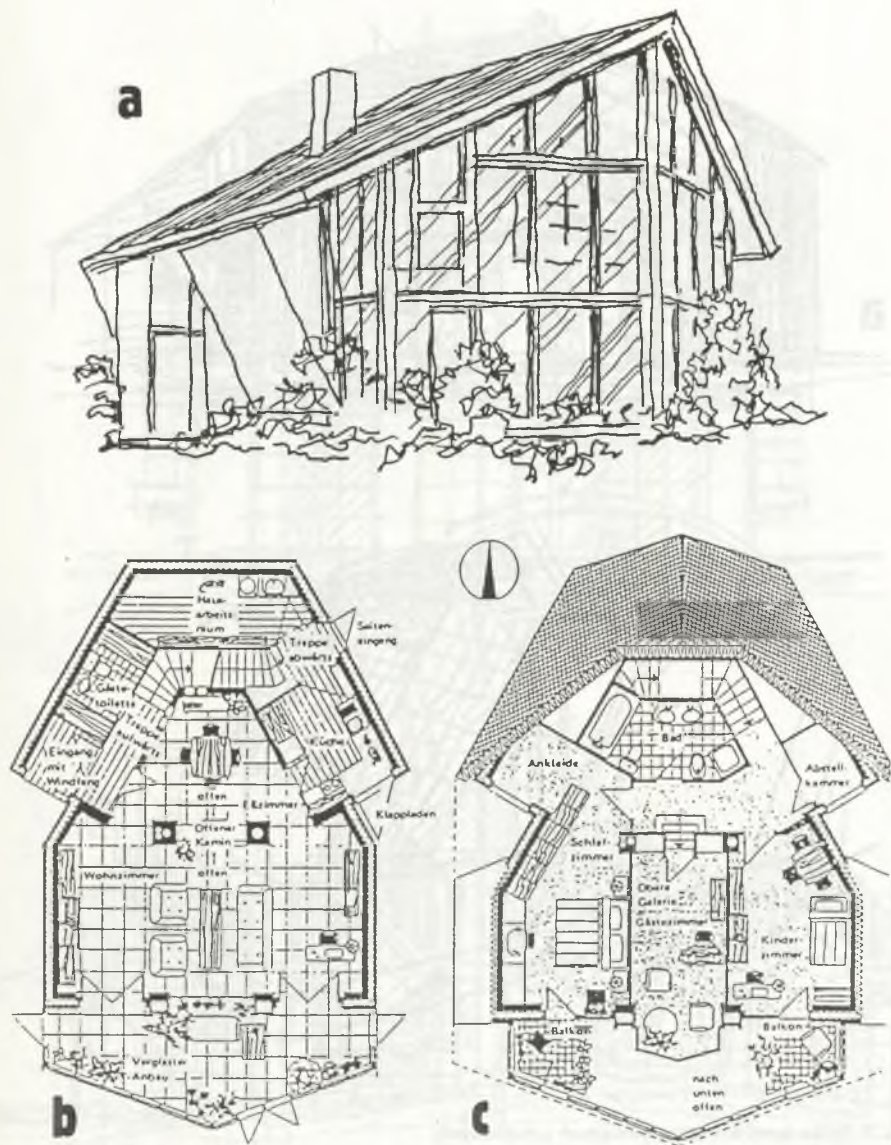 a
Haus-
arbeits-
raum
Seiten-
eingang
Treppe
abwärts
Gäste-
toilette
Treppe
aufwärts
Küche
Eingang
mit
Windfang
offen
Eßzimmer
Klappladen
Offener
Kamin
Wohnzimmer
offen
Verglaster
Anbau
b
Bad
Ankleide
Abstell-
kammer
Schlaf-
zimmer
Obere
Galerie
Gästezimmer
Kinder-
zimmer
Balkon
Balkon
nach
unten
offen
c